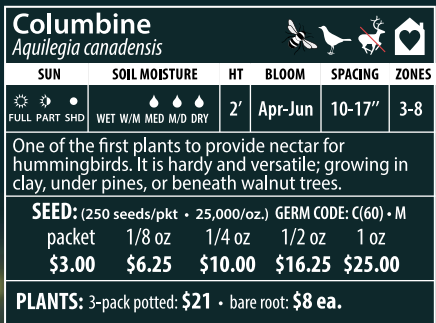 Columbine
Aquilegia canadensis
SUN SOIL MOISTURE HT BLOOM SPACING ZONES
FULL PART SHD WET W/M MED M/D DRY 2' Apr-Jun 10-17" 3-8
One of the first plants to provide nectar for
hummingbirds. It is hardy and versatile; growing in
clay, under pines, or beneath walnut trees.
SEED: (250 seeds/pkt • 25,000/oz.) GERM CODE: C(60) • M
packet 1/8 oz 1/4 oz 1/2 oz 1 oz
$3.00 $6.25 $10.00 $16.25 $25.00
PLANTS: 3-pack potted: $21 • bare root: $8 ea.